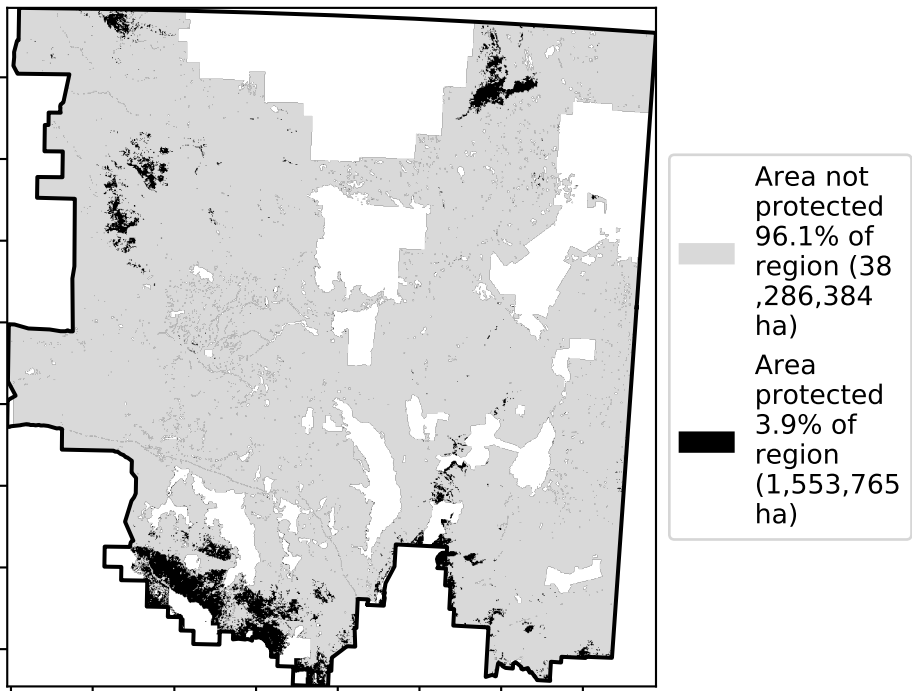 Area not
protected
96.1% of
region (38
,286,384
ha)
Area
protected
3.9% of
region
(1,553,765
ha)